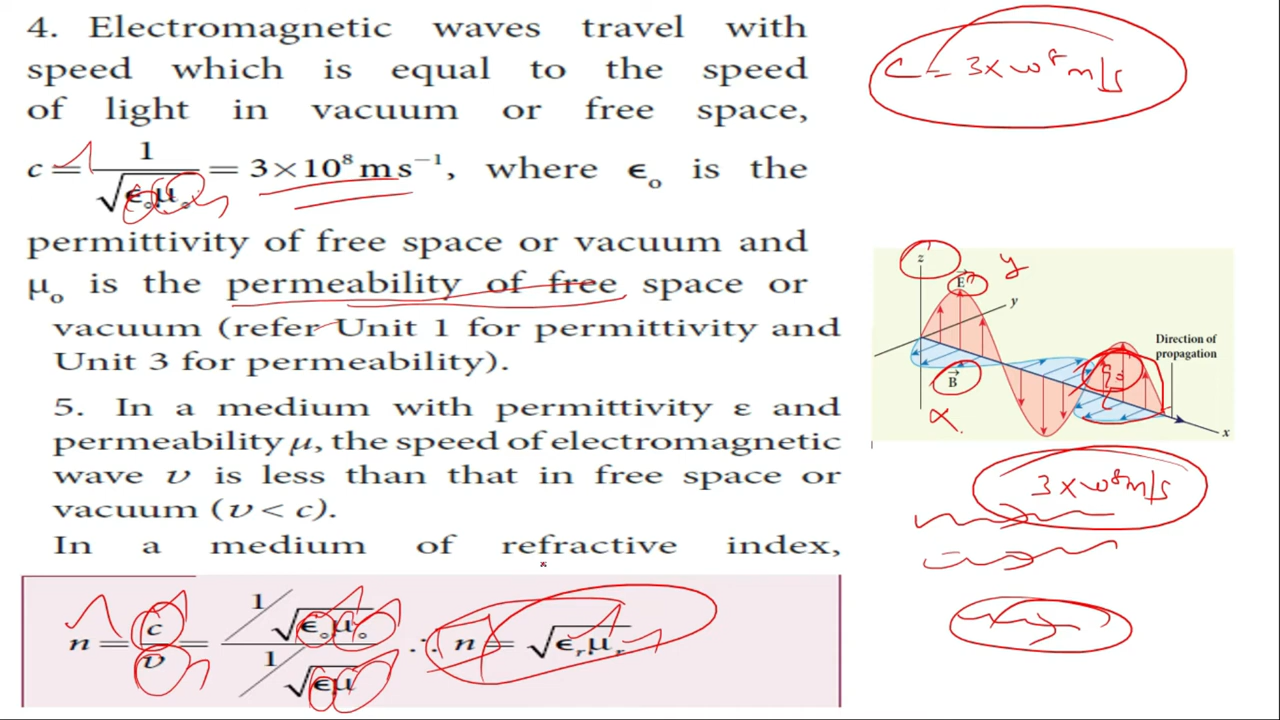 4. Electromagnetic waves travel with
speed which is equal to the speed
of light in vacuum or free space,
c = 1/√(ϵ₀μ₀) = 3×10⁸ m s⁻¹, where ϵ₀ is the
permittivity of free space or vacuum and
μ₀ is the permeability of free space or
vacuum (refer Unit 1 for permittivity and
Unit 3 for permeability).
5. In a medium with permittivity ε and
permeability μ, the speed of electromagnetic
wave υ is less than that in free space or
vacuum (υ < c).
In a medium of refractive index,
n = c/υ = (1/√(ϵ₀μ₀))/(1/√(ϵμ)) ∴ n = √(ϵᵣμᵣ)
c = 3×10⁸ m/s
z
E
y
y
Direction of
propagation
B
x
3×10⁸ m/s